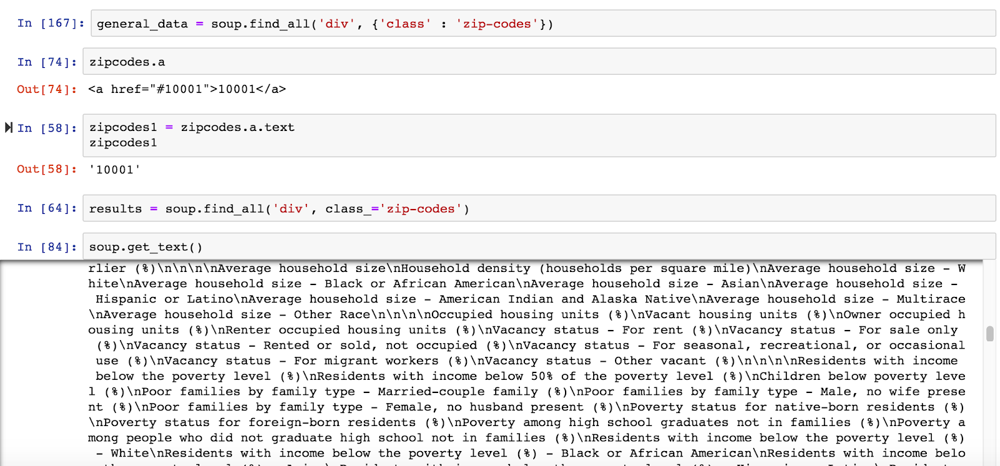 In [167]: general_data = soup.find_all('div', {'class' : 'zip-codes'})
In [74]: zipcodes.a
Out[74]: <a href="#10001">10001</a>
In [58]: zipcodes1 = zipcodes.a.text
zipcodes1
Out[58]: '10001'
In [64]: results = soup.find_all('div', class_='zip-codes')
In [84]: soup.get_text()
rlier (%)\n\n\n\nAverage household size\nHousehold density (households per square mile)\nAverage household size - W
hite\nAverage household size - Black or African American\nAverage household size - Asian\nAverage household size -
Hispanic or Latino\nAverage household size - American Indian and Alaska Native\nAverage household size - Multirace
\nAverage household size - Other Race\n\n\n\nOccupied housing units (%)\nVacant housing units (%)\nOwner occupied h
ousing units (%)\nRenter occupied housing units (%)\nVacancy status - For rent (%)\nVacancy status - For sale only
(%)\nVacancy status - Rented or sold, not occupied (%)\nVacancy status - For seasonal, recreational, or occasional
use (%)\nVacancy status - For migrant workers (%)\nVacancy status - Other vacant (%)\n\n\n\nResidents with income
below the poverty level (%)\nResidents with income below 50% of the poverty level (%)\nChildren below poverty leve
l (%)\nPoor families by family type - Married-couple family (%)\nPoor families by family type - Male, no wife prese
nt (%)\nPoor families by family type - Female, no husband present (%)\nPoverty status for native-born residents (%)
\nPoverty status for foreign-born residents (%)\nPoverty among high school graduates not in families (%)\nPoverty a
mong people who did not graduate high school not in families (%)\nResidents with income below the poverty level (%)
- White\nResidents with income below the poverty level (%) - Black or African American\nResidents with income belo